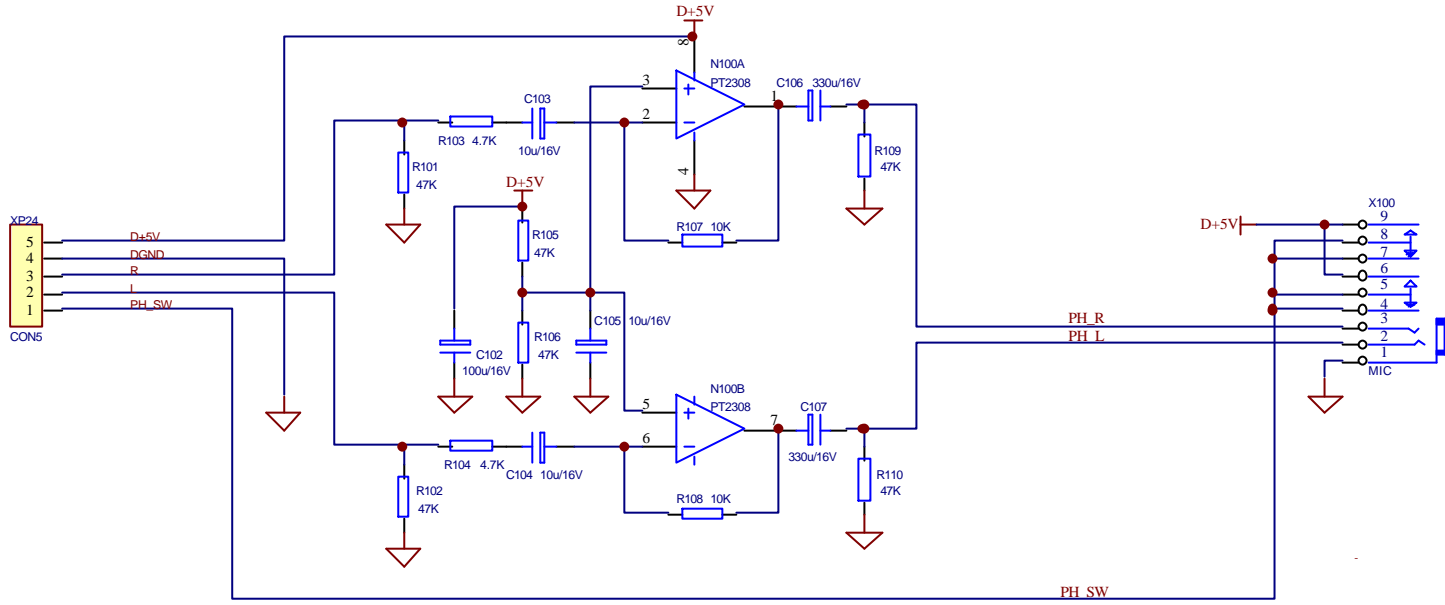 D+5V
8
N100A
PT2308
3
2
1
4
C106 330u/16V
C103
10u/16V
R103 4.7K
R101
47K
R109
47K
D+5V
R107 10K
XP24
5
4
3
2
1
CON5
D+5V
DGND
R
L
PH_SW
R105
47K
R106
47K
C105 10u/16V
C102
100u/16V
N100B
PT2308
5
6
7
C107
330u/16V
R104 4.7K
C104 10u/16V
R102
47K
R108 10K
R110
47K
PH_R
PH_L
D+5V
X100
9
8
7
6
5
4
3
2
1
MIC
PH_SW